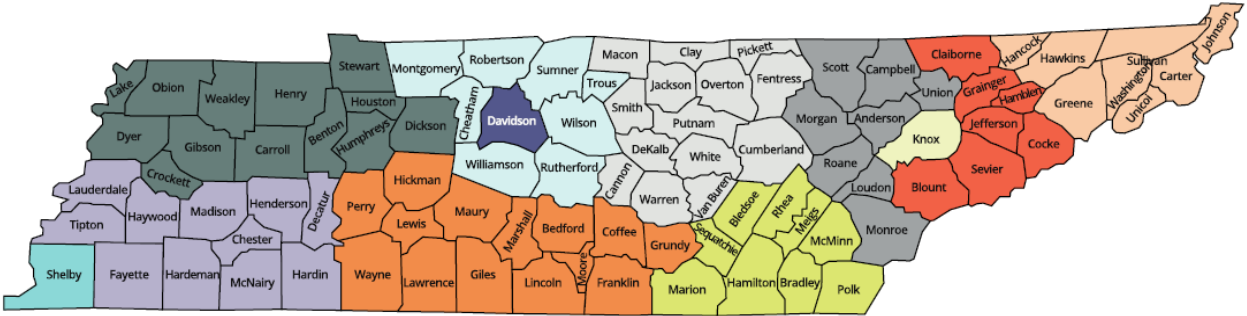 Lake
Obion
Weakley
Henry
Stewart
Montgomery
Robertson
Sumner
Macon
Clay
Pickett
Scott
Campbell
Claiborne
Hancock
Hawkins
Sullivan
Johnson
Carter
Washington
Unicoi
Greene
Houston
Dickson
Cheatham
Davidson
Trous
Wilson
Smith
Jackson
Overton
Fentress
Morgan
Anderson
Union
Grainger
Hamblen
Knox
Jefferson
Cocke
Sevier
Blount
Dyer
Gibson
Crockett
Carroll
Benton
Humphreys
Williamson
Rutherford
Cannon
DeKalb
Putnam
White
Cumberland
Roane
Loudon
Monroe
Lauderdale
Tipton
Haywood
Madison
Henderson
Decatur
Chester
Perry
Hickman
Lewis
Maury
Marshall
Bedford
Coffee
Warren
Van Buren
Grundy
Sequatchie
Bledsoe
Rhea
Meigs
McMinn
Shelby
Fayette
Hardeman
McNairy
Hardin
Wayne
Lawrence
Giles
Lincoln
Moore
Franklin
Marion
Hamilton
Bradley
Polk